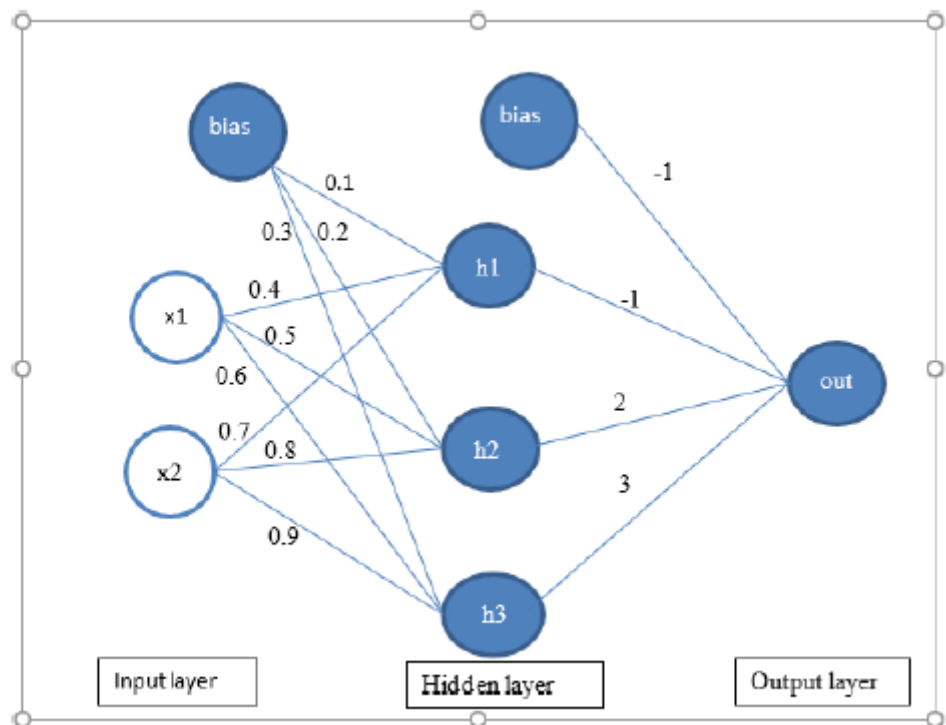 bias
bias
-1
0.1
0.3
0.2
h1
0.4
-1
x1
0.5
0.6
out
2
0.7
0.8
h2
x2
3
0.9
h3
Input layer
Hidden layer
Output layer